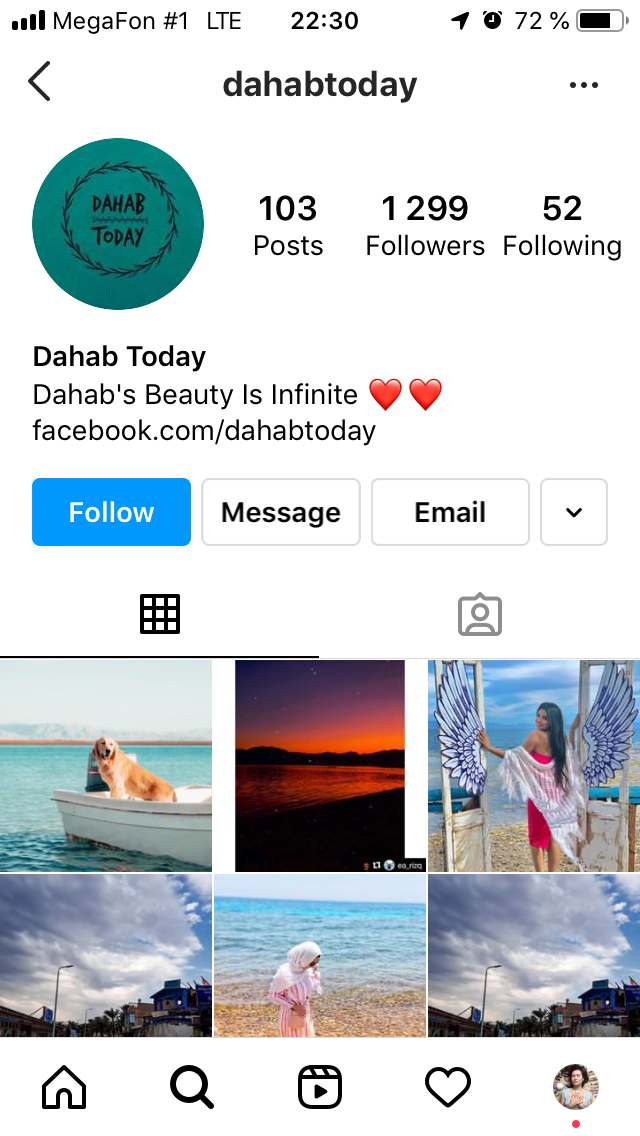 MegaFon #1 LTE 22:30 72 %
dahabtoday
DAHAB
TODAY
103 1 299 52
Posts Followers Following
Dahab Today
Dahab's Beauty Is Infinite ❤️❤️
facebook.com/dahabtoday
Follow Message Email
ea_rizq